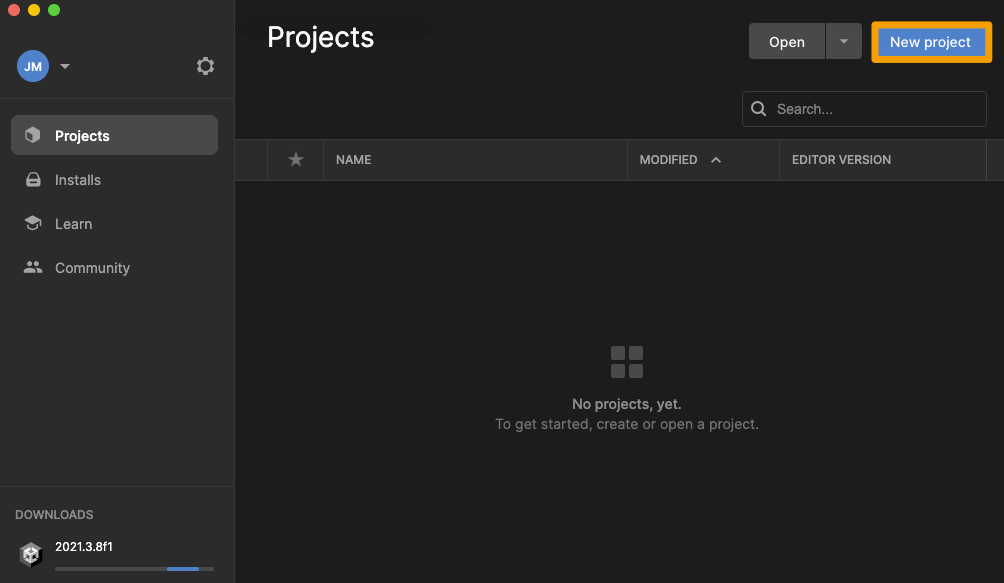 JM
Projects
Installs
Learn
Community
DOWNLOADS
2021.3.8f1
Projects
Open
New project
Search...
NAME MODIFIED EDITOR VERSION
No projects, yet.
To get started, create or open a project.